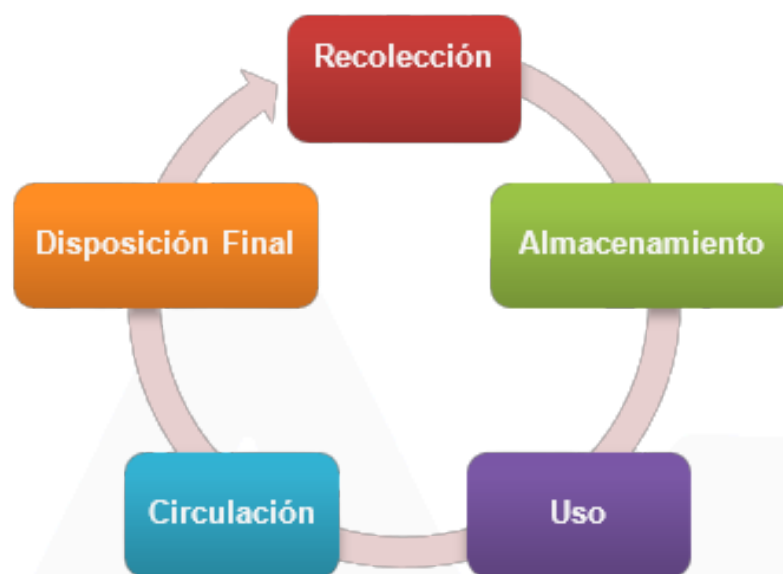 Recolección
Almacenamiento
Uso
Circulación
Disposición Final